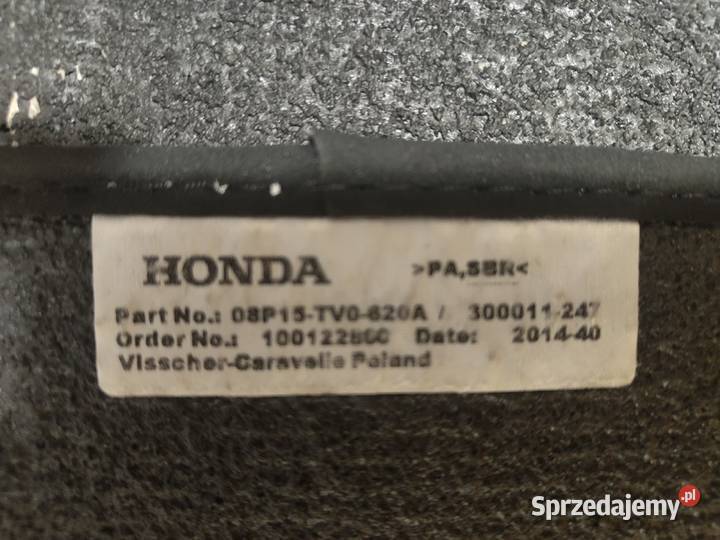 HONDA >PA,SBR<
Part No.: 08P15-TV0-620A / 300011-247
Order No.: Date: 2014-40
Visscher-Caravelle Poland
Sprzedajemy.pl